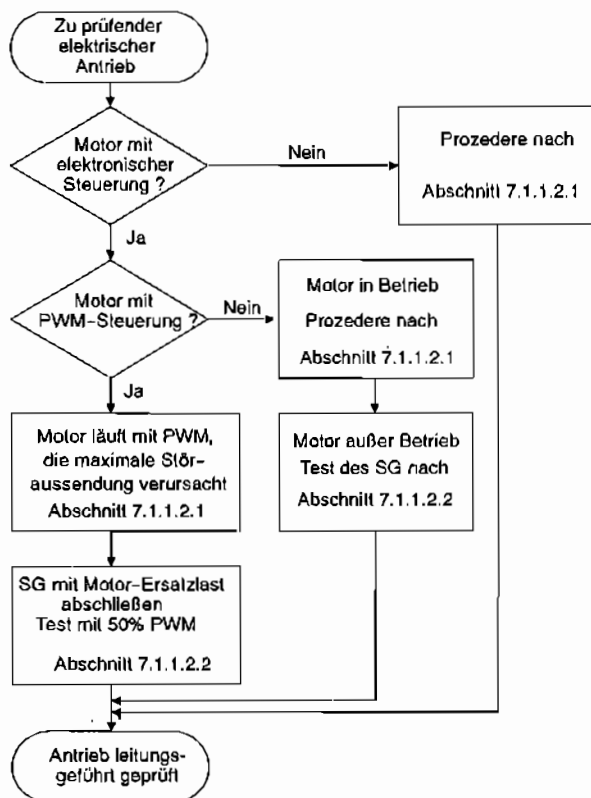 Zu prüfender
elektrischer
Antrieb
Motor mit
elektronischer
Steuerung ?
Nein
Prozedere nach
Abschnitt 7.1.1.2.1
Ja
Motor mit
PWM-Steuerung ?
Nein
Motor in Betrieb
Prozedere nach
Abschnitt 7.1.1.2.1
Ja
Motor läuft mit PWM,
die maximale Stör-
aussendung verursacht
Abschnitt 7.1.1.2.1
Motor außer Betrieb
Test des SG nach
Abschnitt 7.1.1.2.2
SG mit Motor-Ersatzlast
abschließen
Test mit 50% PWM
Abschnitt 7.1.1.2.2
Antrieb leitungs-
geführt geprüft